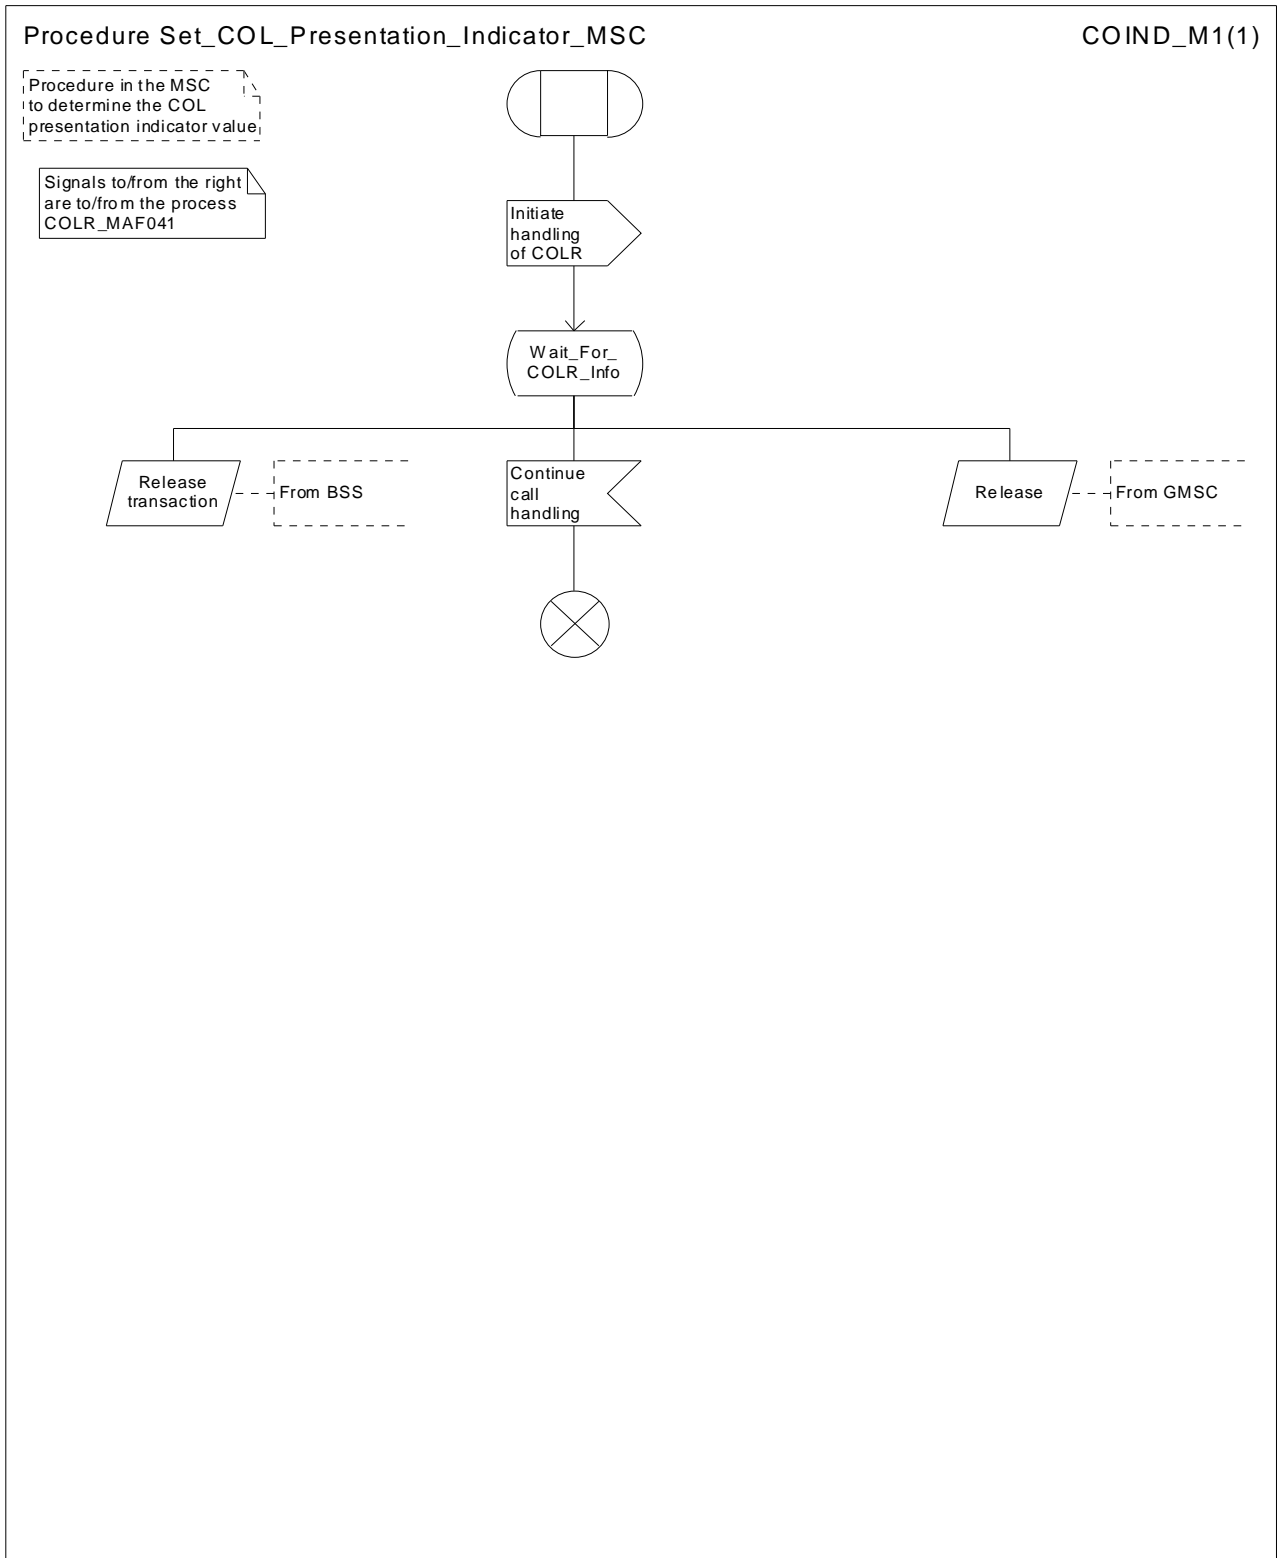 Procedure Set_COL_Presentation_Indicator_MSC
COIND_M1(1)
Procedure in the MSC
to determine the COL
presentation indicator value
Signals to/from the right
are to/from the process
COLR_MAF041
Initiate
handling
of COLR
Wait_For_
COLR_Info
Release
transaction
From BSS
Continue
call
handling
Release
From GMSC